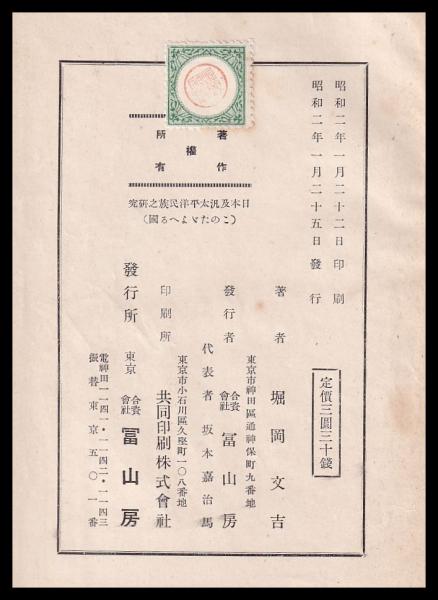 昭和二年一月二十二日印刷
昭和二年一月二十五日發行
定價三圓三十錢
著作
權
所有
日本及汎太平洋民族之硏究
（このたゞよへる國）
著者　堀岡文吉
東京市神田區通神保町九番地
發行者　合資會社　冨山房
代表者　坂本嘉治馬
東京市小石川區久堅町一〇八番地
印刷所　共同印刷株式會社
發行所　東京　合資會社　冨山房
電神田一一四一・一一四二・一一四三
振替東京五〇一番